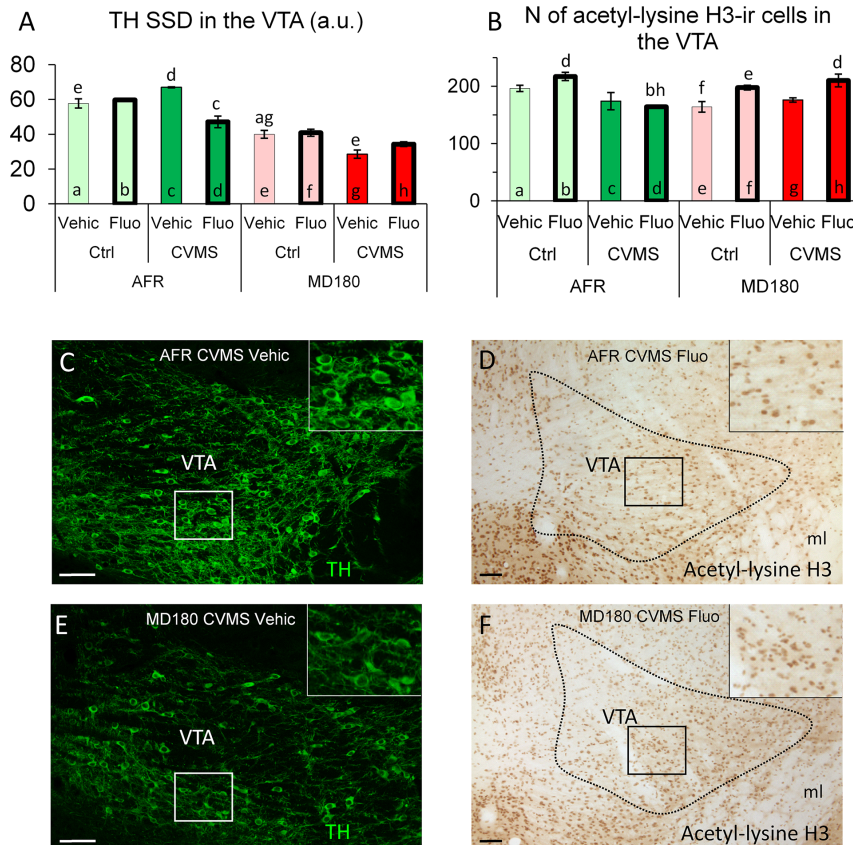 A
TH SSD in the VTA (a.u.)
80
60
40
20
0
e
d
c
ag
e
a
b
c
d
e
f
g
h
Vehic Fluo Vehic Fluo Vehic Fluo Vehic Fluo
Ctrl CVMS Ctrl CVMS
AFR MD180
B
N of acetyl-lysine H3-ir cells in
the VTA
200
100
0
d
bh
f
e
d
a
b
c
d
e
f
g
h
Vehic Fluo Vehic Fluo Vehic Fluo Vehic Fluo
Ctrl CVMS Ctrl CVMS
AFR MD180
C
AFR CVMS Vehic
VTA
TH
D
AFR CVMS Fluo
VTA
ml
Acetyl-lysine H3
E
MD180 CVMS Vehic
VTA
TH
F
MD180 CVMS Fluo
VTA
ml
Acetyl-lysine H3